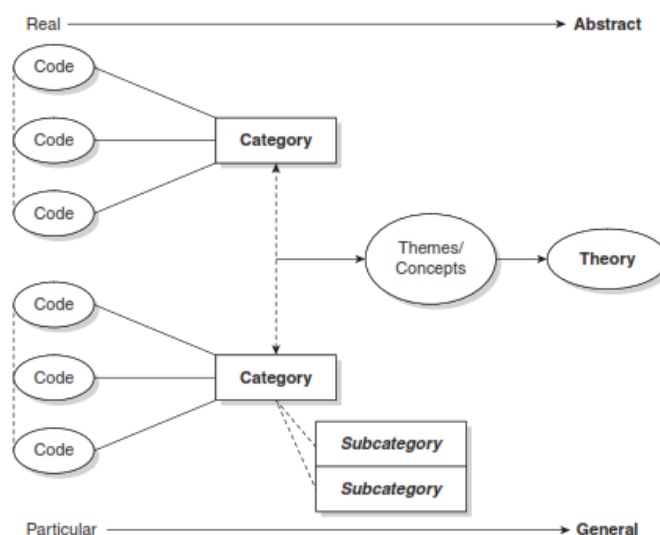 Real
Abstract
Code
Code
Category
Code
Themes/
Concepts
Theory
Code
Code
Category
Code
Subcategory
Subcategory
Particular
General